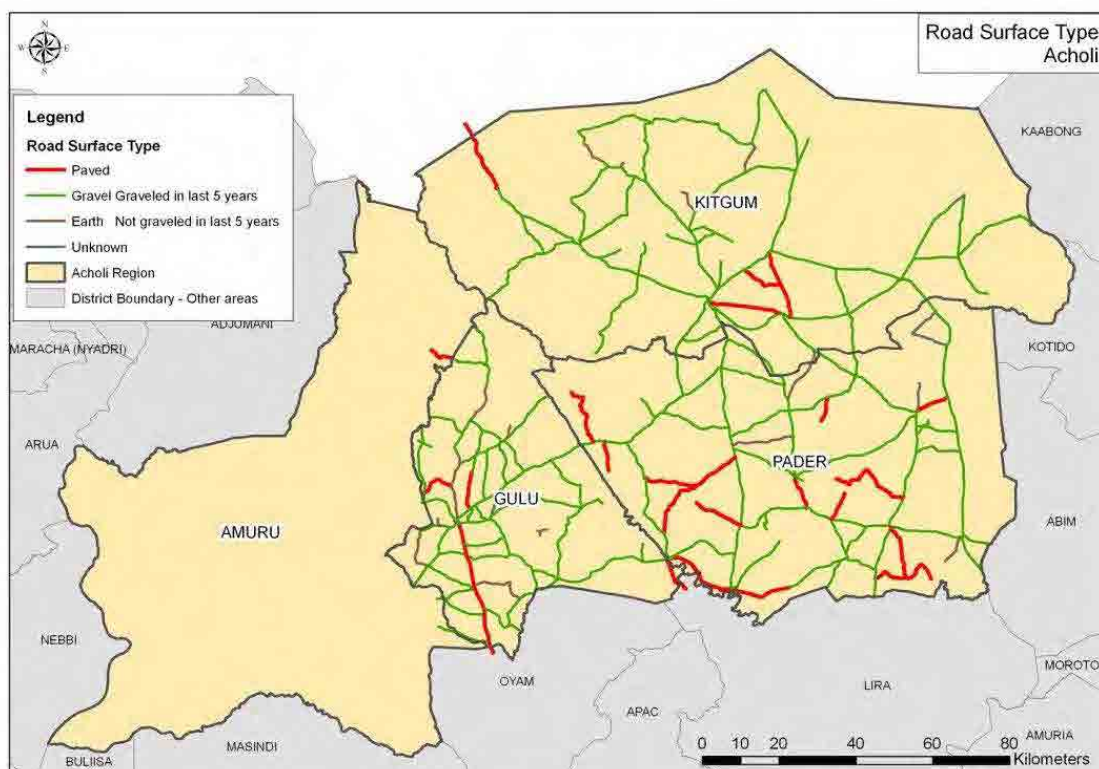 N
W E
S
Road Surface Type
Acholi
Legend
Road Surface Type
Paved
Gravel Graveled in last 5 years
Earth Not graveled in last 5 years
Unknown
Acholi Region
District Boundary - Other areas
KAABONG
KITGUM
ADJOMANI
MARACHA (NYADRI)
KOTIDO
ARUA
PADER
GULU
AMURU
ABIM
NEBBI
OYAM
MOROTO
LIRA
APAC
AMURIA
MASINDI
BULIISA
0 10 20 40 60 80
Kilometers